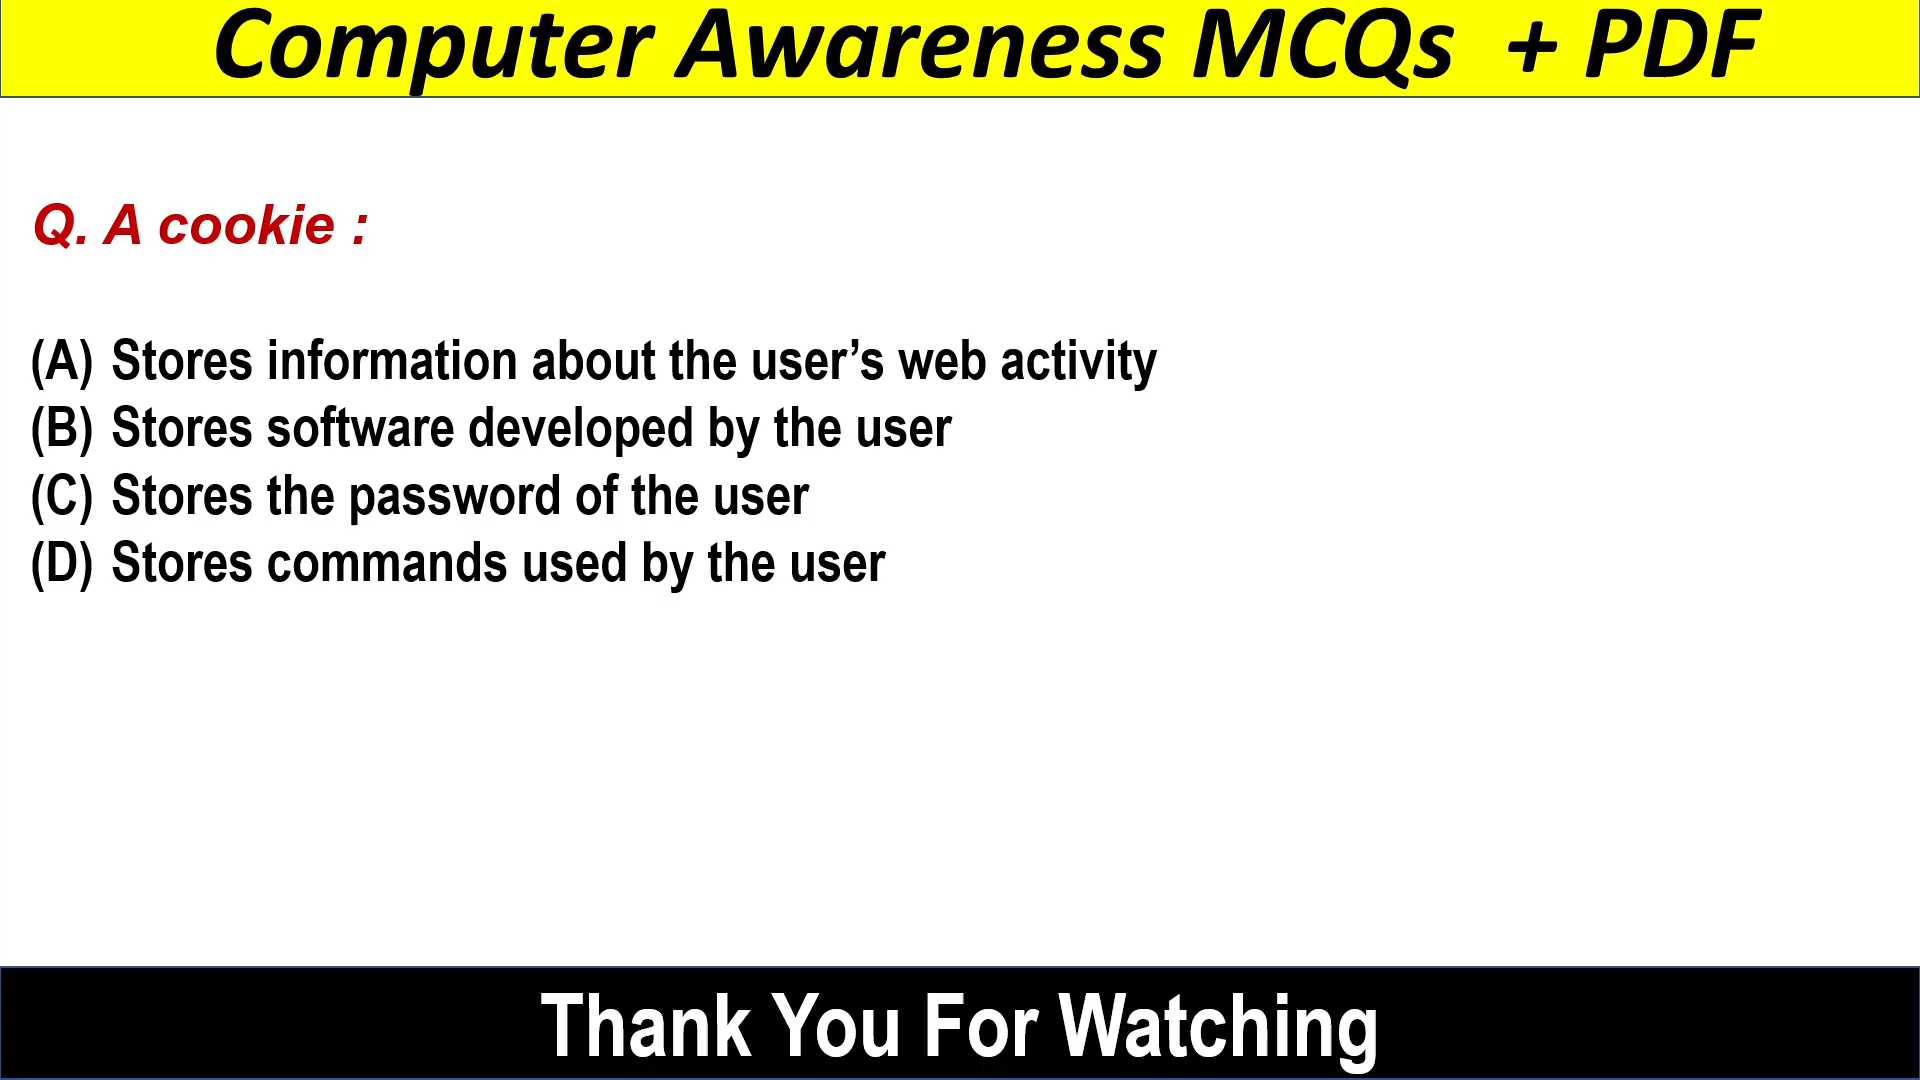 Computer Awareness MCQs + PDF
Q. A cookie :
(A) Stores information about the user’s web activity
(B) Stores software developed by the user
(C) Stores the password of the user
(D) Stores commands used by the user
Thank You For Watching